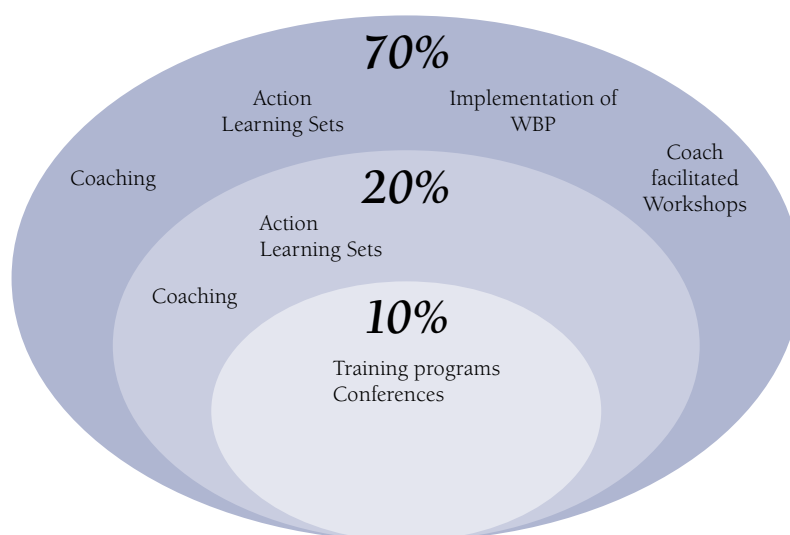 70%
Action
Learning Sets
Implementation of
WBP
Coaching
Coach
facilitated
Workshops
20%
Action
Learning Sets
Coaching
10%
Training programs
Conferences